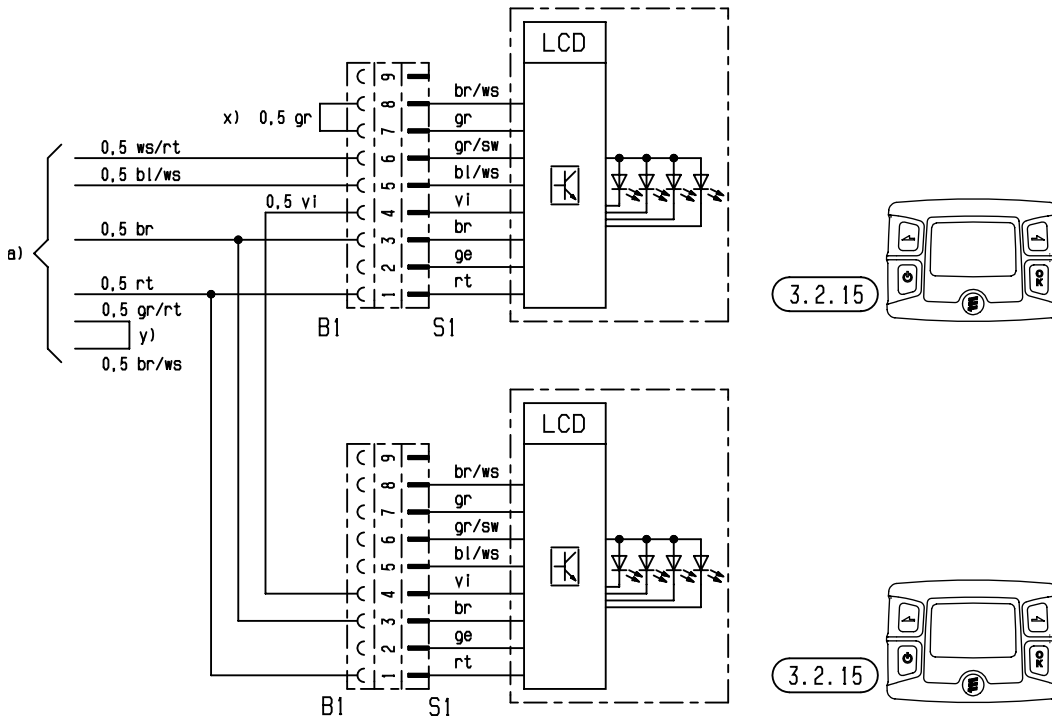 LCD
9
8
br/ws
x) 0,5 gr
7
gr
0,5 ws/rt
6
gr/sw
0,5 bl/ws
5
bl/ws
0,5 vi
4
vi
a)
0,5 br
3
br
2
ge
0,5 rt
1
rt
0,5 gr/rt
y)
0,5 br/ws
B1
S1
3.2.15
OK
LCD
9
8
br/ws
7
gr
6
gr/sw
5
bl/ws
4
vi
3
br
2
ge
1
rt
B1
S1
3.2.15
OK